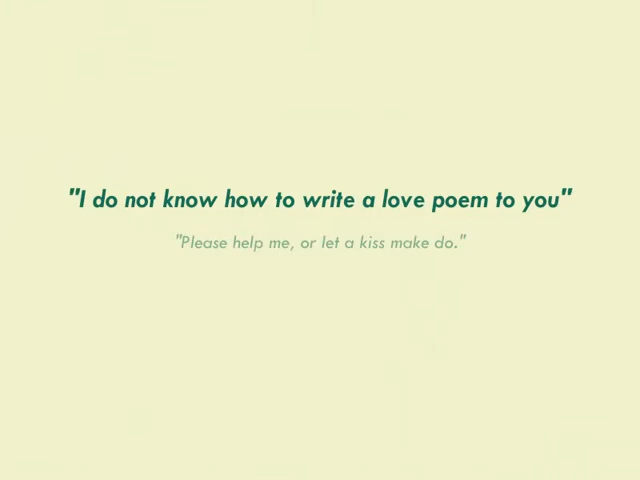 "I do not know how to write a love poem to you"
"Please help me, or let a kiss make do."